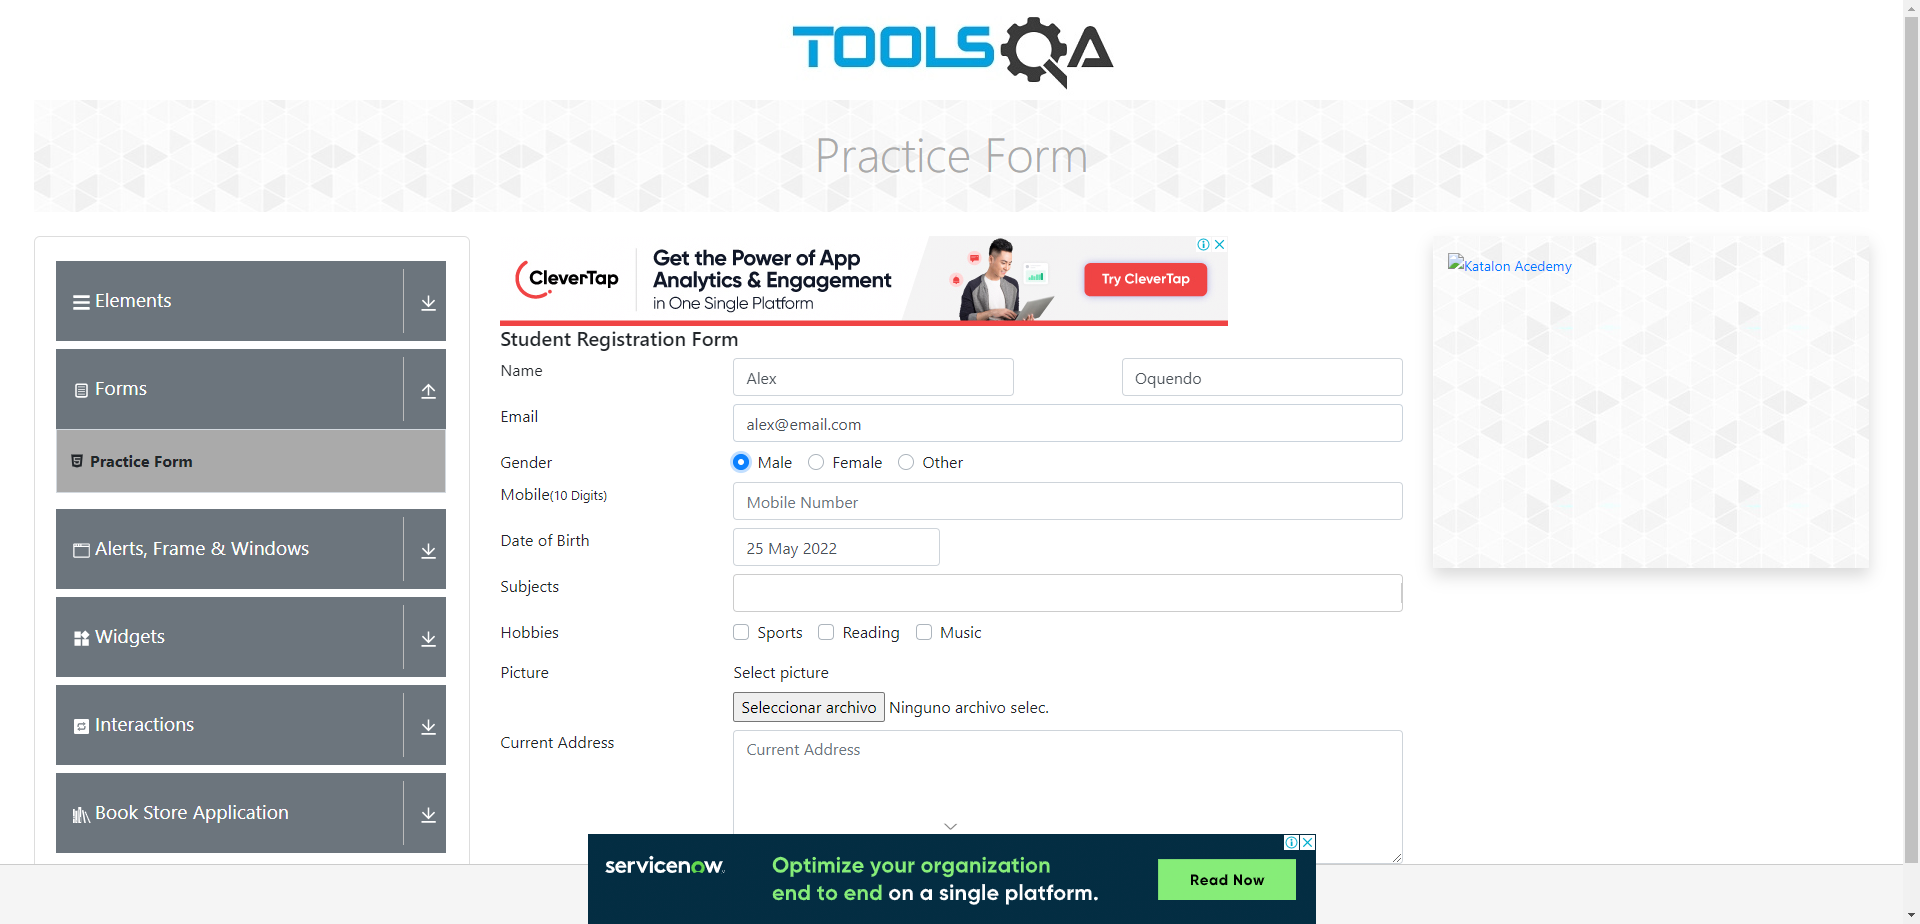 TOOLSQA
Practice Form
Elements
Forms
Practice Form
Alerts, Frame & Windows
Widgets
Interactions
Book Store Application
CleverTap
Get the Power of App
Analytics & Engagement
in One Single Platform
Try CleverTap
Student Registration Form
Name
Alex
Oquendo
Email
alex@email.com
Gender
Male
Female
Other
Mobile(10 Digits)
Mobile Number
Date of Birth
25 May 2022
Subjects
Hobbies
Sports
Reading
Music
Picture
Select picture
Seleccionar archivo Ninguno archivo selec.
Current Address
Current Address
Katalon Acedemy
servicenow.
Optimize your organization
end to end on a single platform.
Read Now